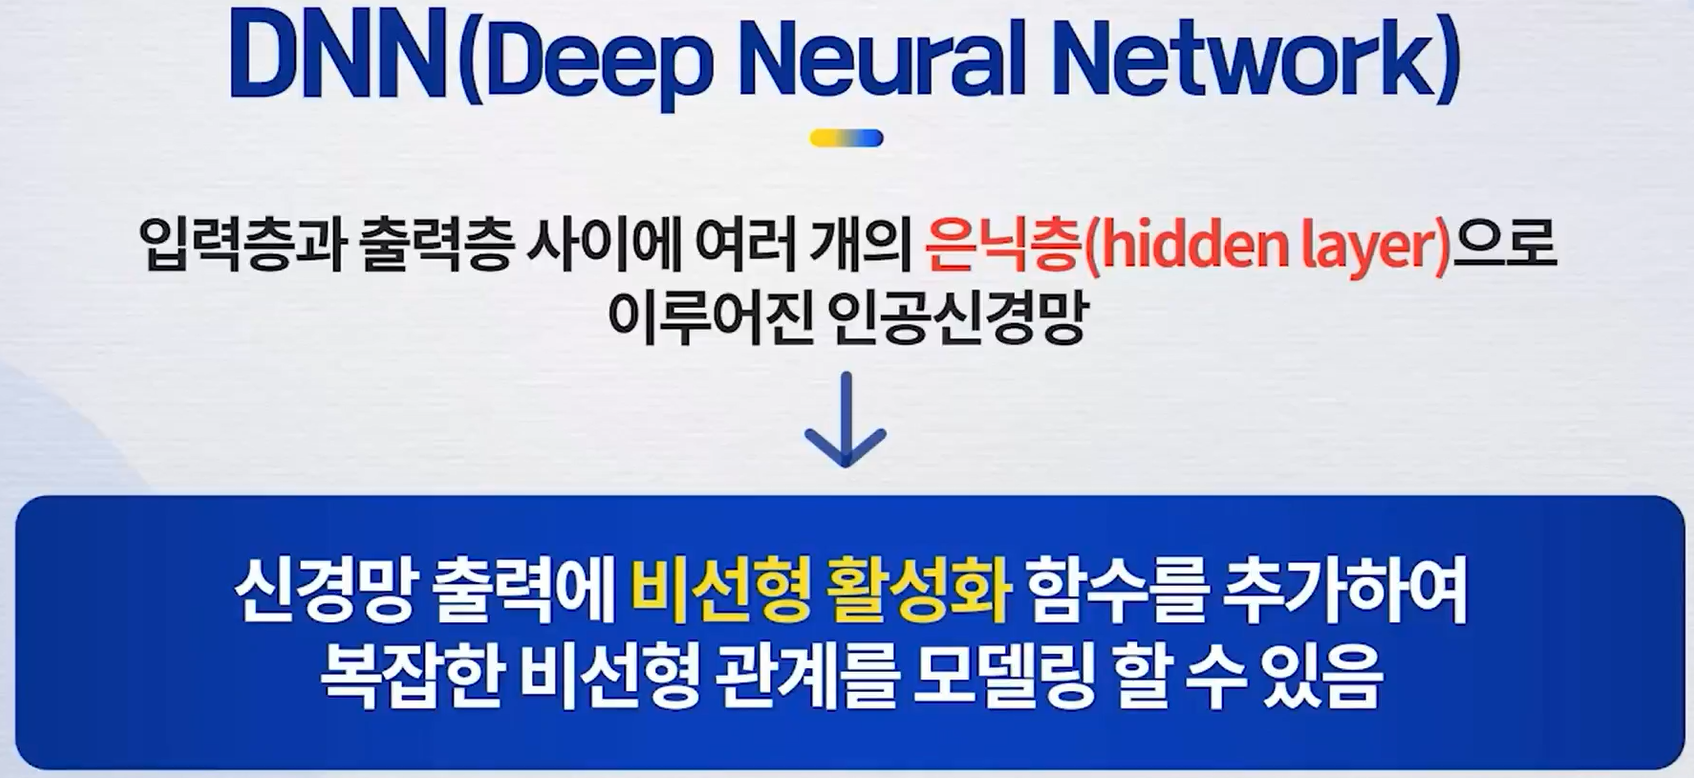 DNN(Deep Neural Network)
입력층과 출력층 사이에 여러 개의 은닉층(hidden layer)으로
이루어진 인공신경망
신경망 출력에 비선형 활성화 함수를 추가하여
복잡한 비선형 관계를 모델링 할 수 있음